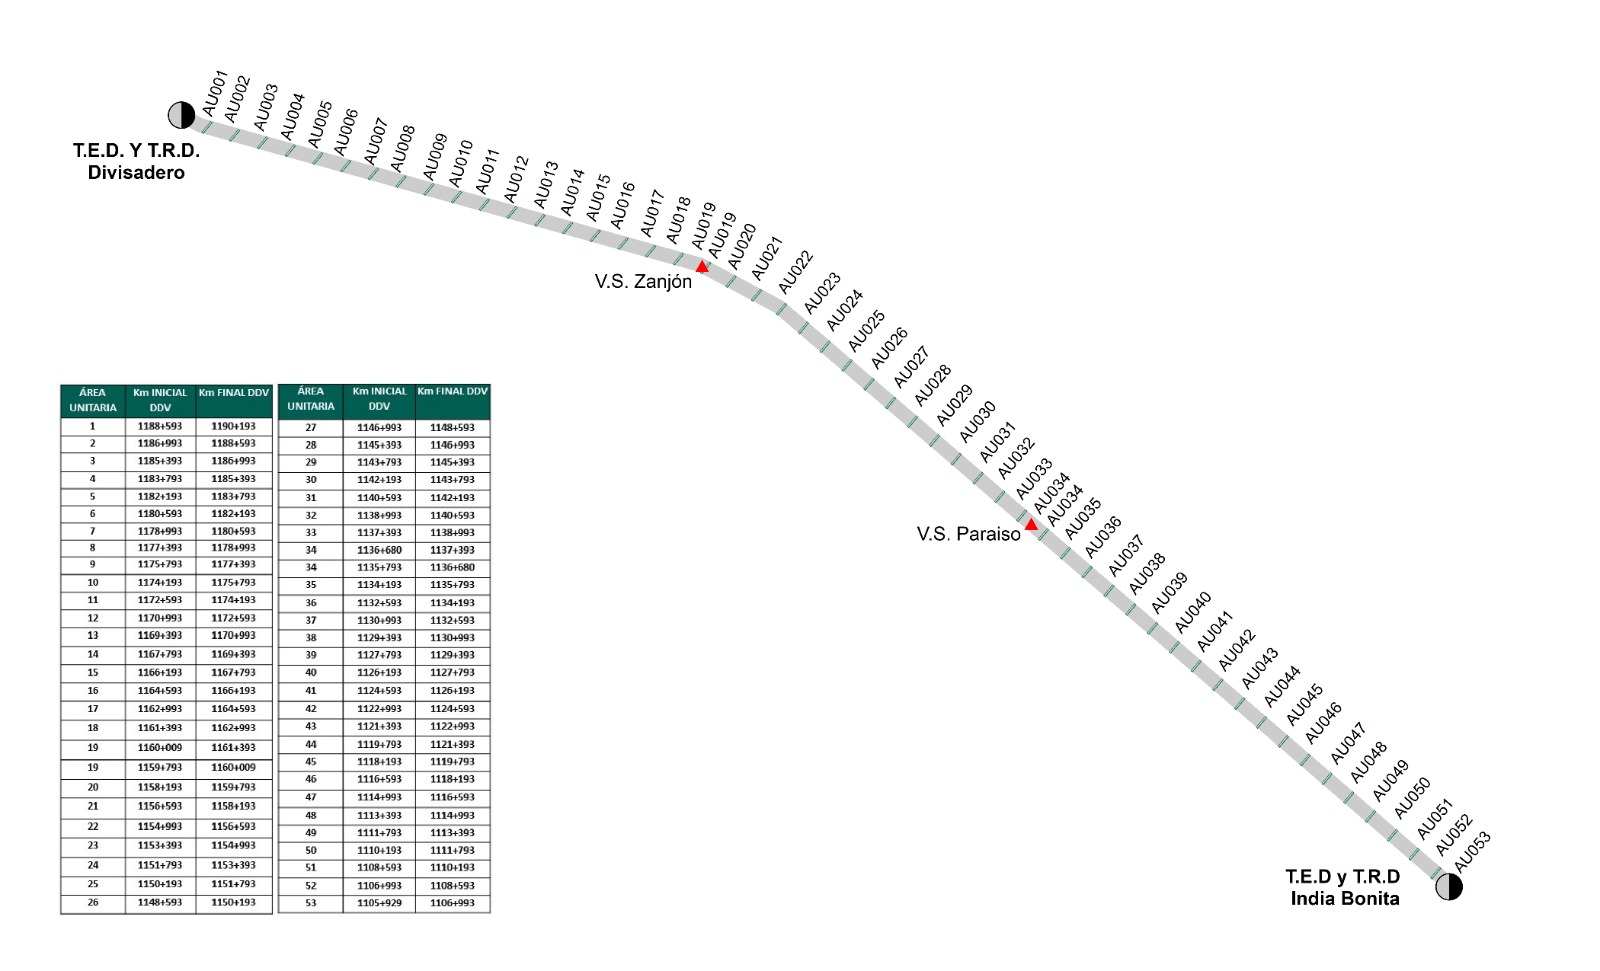 AU001
AU002
AU003
AU004
AU005
AU006
AU007
AU008
AU009
AU010
AU011
AU012
AU013
AU014
AU015
AU016
AU017
AU018
AU019
AU019
AU020
AU021
AU022
AU023
AU024
AU025
AU026
AU027
AU028
AU029
AU030
AU031
AU032
AU033
AU034
AU034
AU035
AU036
AU037
AU038
AU039
AU040
AU041
AU042
AU043
AU044
AU045
AU046
AU047
AU048
AU049
AU050
AU051
AU052
AU053
T.E.D. Y T.R.D.
Divisadero
V.S. Zanjón
V.S. Paraiso
T.E.D y T.R.D
India Bonita
ÁREA UNITARIA Km INICIAL DDV Km FINAL DDV
1 1188+593 1190+193
2 1186+993 1188+593
3 1185+393 1186+993
4 1183+793 1185+393
5 1182+193 1183+793
6 1180+593 1182+193
7 1178+993 1180+593
8 1177+393 1178+993
9 1175+793 1177+393
10 1174+193 1175+793
11 1172+593 1174+193
12 1170+993 1172+593
13 1169+393 1170+993
14 1167+793 1169+393
15 1166+193 1167+793
16 1164+593 1166+193
17 1162+993 1164+593
18 1161+393 1162+993
19 1160+009 1161+393
19 1159+793 1160+009
20 1158+193 1159+793
21 1156+593 1158+193
22 1154+993 1156+593
23 1153+393 1154+993
24 1151+793 1153+393
25 1150+193 1151+793
26 1148+593 1150+193
ÁREA UNITARIA Km INICIAL DDV Km FINAL DDV
27 1146+993 1148+593
28 1145+393 1146+993
29 1143+793 1145+393
30 1142+193 1143+793
31 1140+593 1142+193
32 1138+993 1140+593
33 1137+393 1138+993
34 1136+680 1137+393
34 1135+793 1136+680
35 1134+193 1135+793
36 1132+593 1134+193
37 1130+993 1132+593
38 1129+393 1130+993
39 1127+793 1129+393
40 1126+193 1127+793
41 1124+593 1126+193
42 1122+993 1124+593
43 1121+393 1122+993
44 1119+793 1121+393
45 1118+193 1119+793
46 1116+593 1118+193
47 1114+993 1116+593
48 1113+393 1114+993
49 1111+793 1113+393
50 1110+193 1111+793
51 1108+593 1110+193
52 1106+993 1108+593
53 1105+929 1106+993